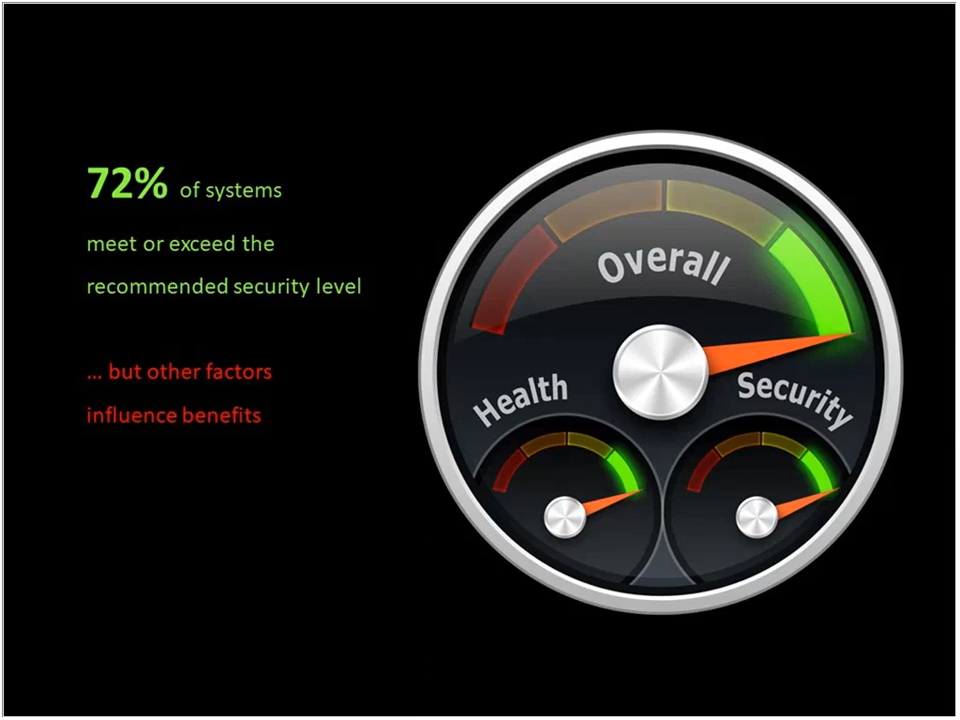 72% of systems
meet or exceed the
recommended security level
... but other factors
influence benefits
Overall
Health
Security